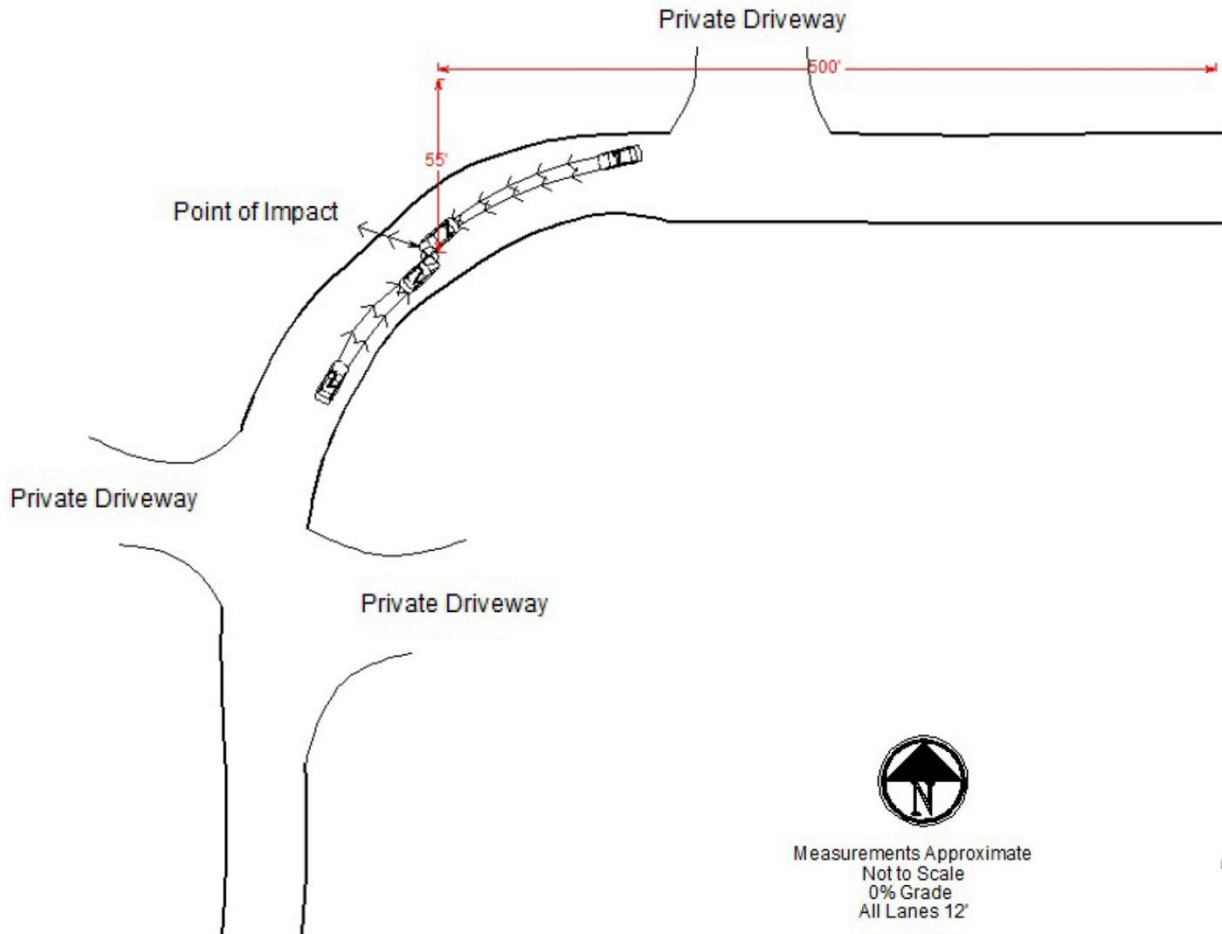 Private Driveway
500'
55'
Point of Impact
Private Driveway
Private Driveway
N
Measurements Approximate
Not to Scale
0% Grade
All Lanes 12'